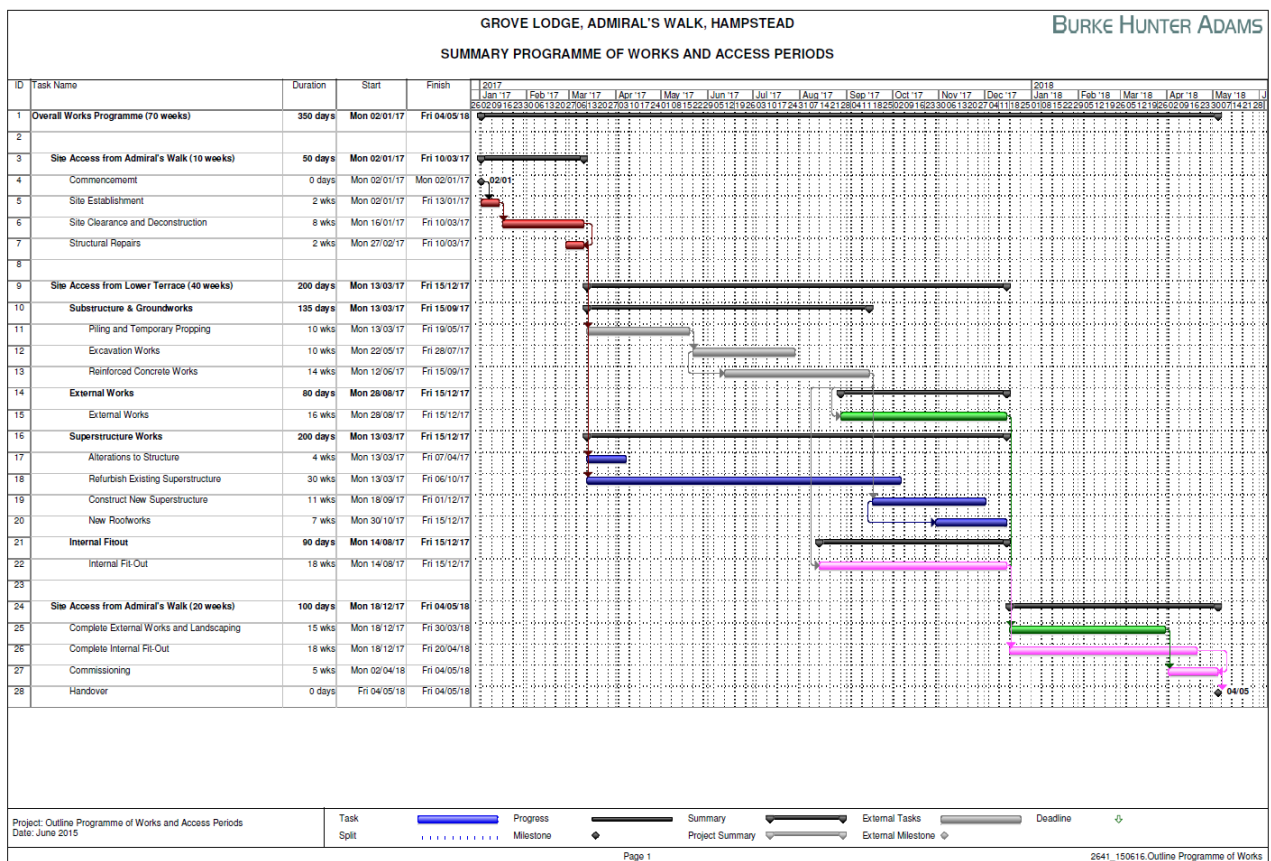 GROVE LODGE, ADMIRAL'S WALK, HAMPSTEAD
BURKE HUNTER ADAMS
SUMMARY PROGRAMME OF WORKS AND ACCESS PERIODS
ID Task Name Duration Start Finish 2017 2018
Jan '17 Feb '17 Mar '17 Apr '17 May '17 Jun '17 Jul '17 Aug '17 Sep '17 Oct '17 Nov '17 Dec '17 Jan '18 Feb '18 Mar '18 Apr '18 May '18 J
1 Overall Works Programme (70 weeks) 350 days Mon 02/01/17 Fri 04/05/18
2
3 Site Access from Admiral's Walk (10 weeks) 50 days Mon 02/01/17 Fri 10/03/17
4 Commencememt 0 days Mon 02/01/17 Mon 02/01/17 02/01
5 Site Establishment 2 wks Mon 02/01/17 Fri 13/01/17
6 Site Clearance and Deconstruction 8 wks Mon 16/01/17 Fri 10/03/17
7 Structural Repairs 2 wks Mon 27/02/17 Fri 10/03/17
8
9 Site Access from Lower Terrace (40 weeks) 200 days Mon 13/03/17 Fri 15/12/17
10 Substructure & Groundworks 135 days Mon 13/03/17 Fri 15/09/17
11 Piling and Temporary Propping 10 wks Mon 13/03/17 Fri 19/05/17
12 Excavation Works 10 wks Mon 22/05/17 Fri 28/07/17
13 Reinforced Concrete Works 14 wks Mon 12/06/17 Fri 15/09/17
14 External Works 80 days Mon 28/08/17 Fri 15/12/17
15 External Works 16 wks Mon 28/08/17 Fri 15/12/17
16 Superstructure Works 200 days Mon 13/03/17 Fri 15/12/17
17 Alterations to Structure 4 wks Mon 13/03/17 Fri 07/04/17
18 Refurbish Existing Superstructure 30 wks Mon 13/03/17 Fri 06/10/17
19 Construct New Superstructure 11 wks Mon 18/09/17 Fri 01/12/17
20 New Roofworks 7 wks Mon 30/10/17 Fri 15/12/17
21 Internal Fitout 90 days Mon 14/08/17 Fri 15/12/17
22 Internal Fit-Out 18 wks Mon 14/08/17 Fri 15/12/17
23
24 Site Access from Admiral's Walk (20 weeks) 100 days Mon 18/12/17 Fri 04/05/18
25 Complete External Works and Landscaping 15 wks Mon 18/12/17 Fri 30/03/18
26 Complete Internal Fit-Out 18 wks Mon 18/12/17 Fri 20/04/18
27 Commissioning 5 wks Mon 02/04/18 Fri 04/05/18
28 Handover 0 days Fri 04/05/18 Fri 04/05/18 04/05
Project: Outline Programme of Works and Access Periods
Date: June 2015
Task Progress Summary External Tasks Deadline
Split Milestone Project Summary External Milestone
Page 1
2641_150616.Outline Programme of Works